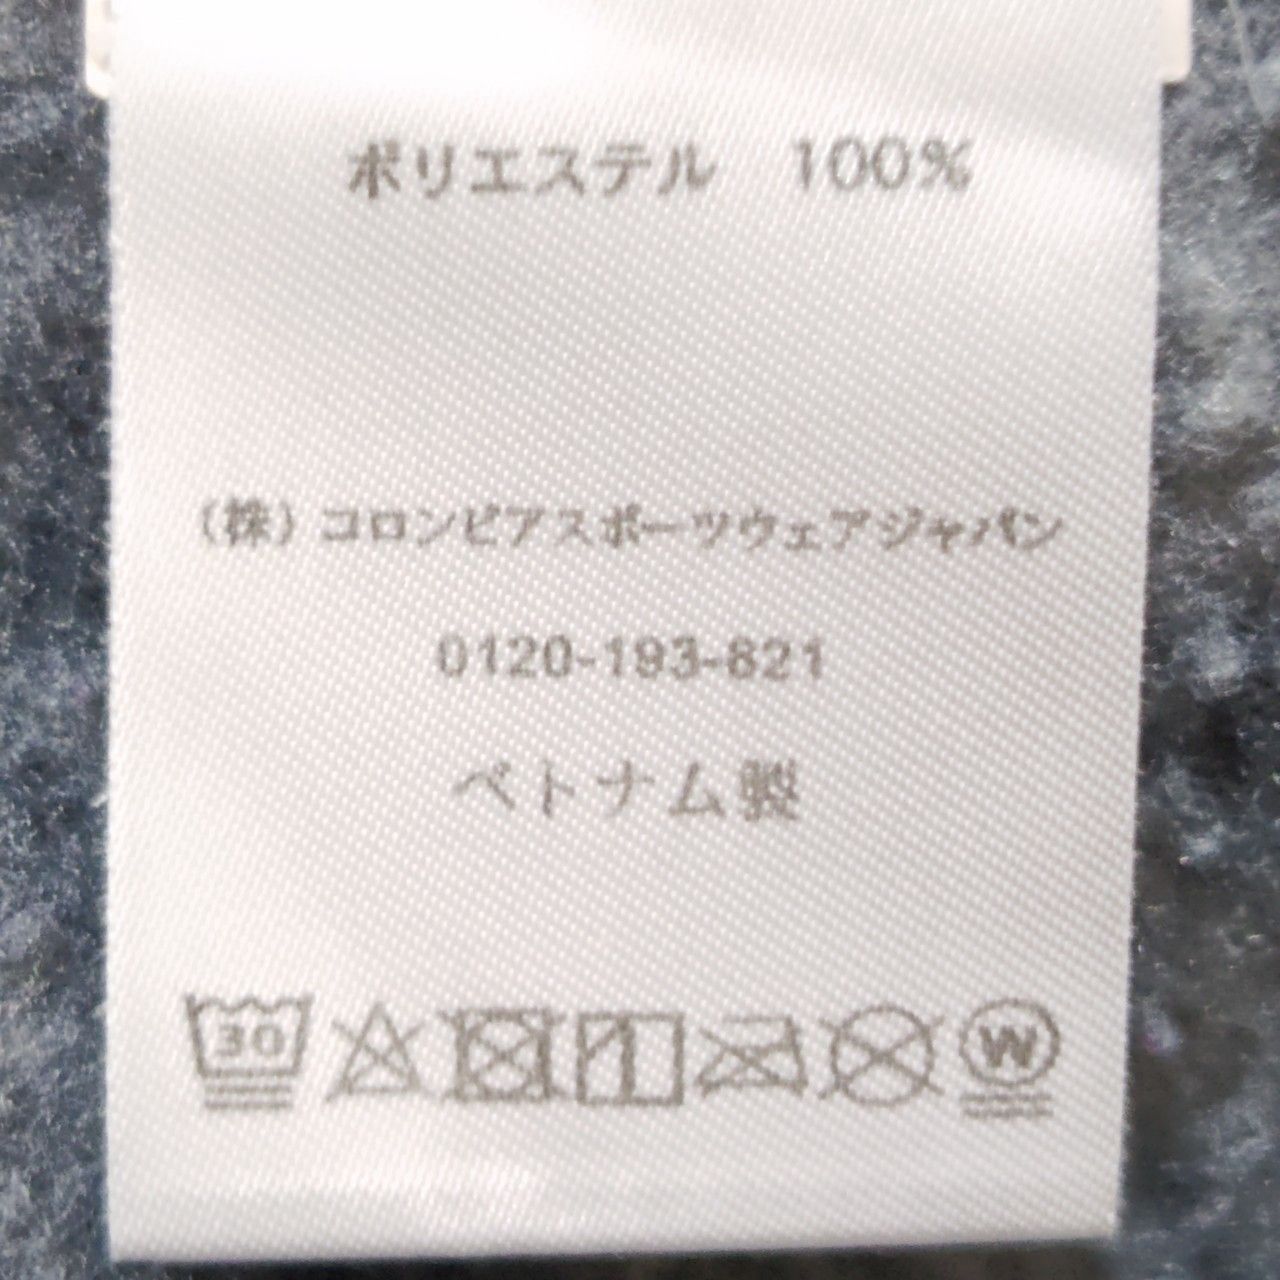 ポリエステル 100%
(株)コロンビアスポーツウェアジャパン
0120-193-821
ベトナム製
30 W